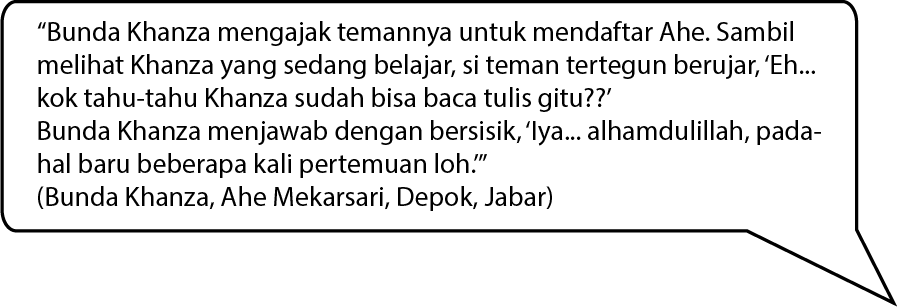 “Bunda Khanza mengajak temannya untuk mendaftar Ahe. Sambil
melihat Khanza yang sedang belajar, si teman tertegun berujar, ‘Eh...
kok tahu-tahu Khanza sudah bisa baca tulis gitu??’
Bunda Khanza menjawab dengan bersisik, ‘Iya... alhamdulillah, pada-
hal baru beberapa kali pertemuan loh.’”
(Bunda Khanza, Ahe Mekarsari, Depok, Jabar)